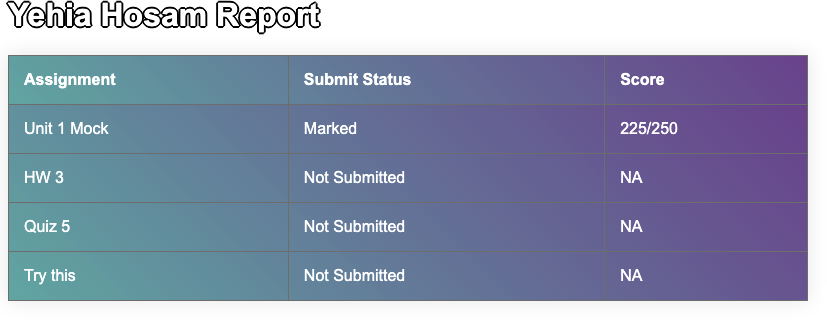 Yehia Hosam Report
Assignment Submit Status Score
Unit 1 Mock Marked 225/250
HW 3 Not Submitted NA
Quiz 5 Not Submitted NA
Try this Not Submitted NA